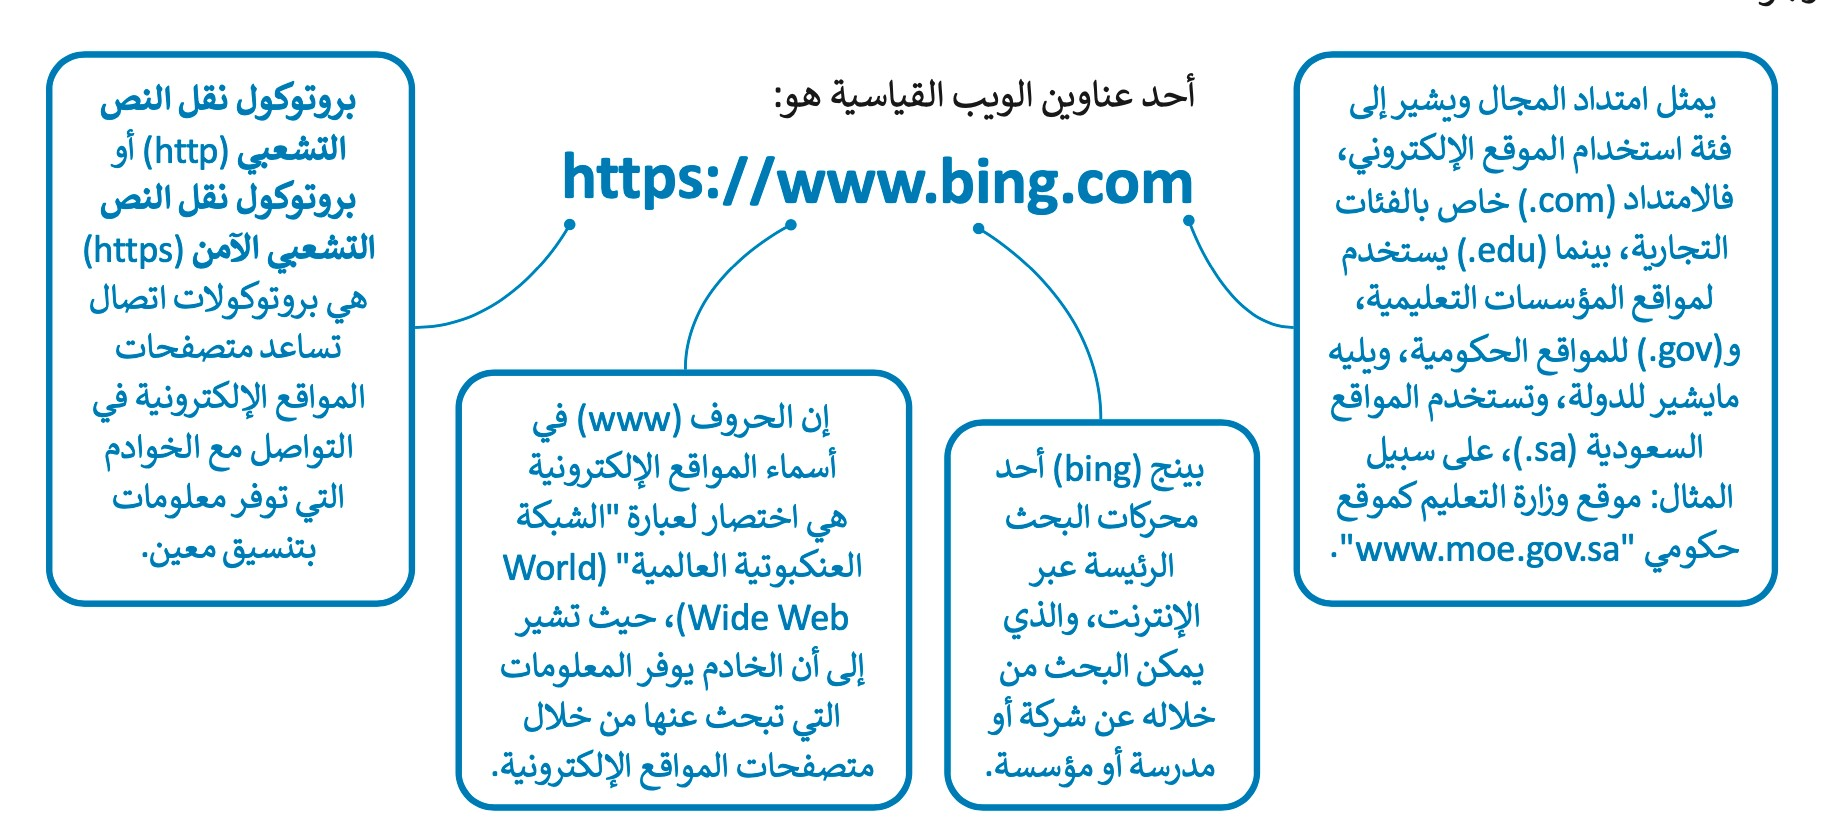 أحد عناوين الويب القياسية هو:
https://www.bing.com
يمثل امتداد المجال ويشير إلى
فئة استخدام الموقع الإلكتروني،
فالامتداد (com.) خاص بالفئات
التجارية، بينما (edu.) يستخدم
لمواقع المؤسسات التعليمية،
و(gov.) للمواقع الحكومية، ويليه
مايشير للدولة، وتستخدم المواقع
السعودية (sa.)، على سبيل
المثال: موقع وزارة التعليم كموقع
حكومي "www.moe.gov.sa".
بينج (bing) أحد
محركات البحث
الرئيسة عبر
الإنترنت، والذي
يمكن البحث من
خلاله عن شركة أو
مدرسة أو مؤسسة.
إن الحروف (www) في
أسماء المواقع الإلكترونية
هي اختصار لعبارة "الشبكة
العنكبوتية العالمية" (World
Wide Web)، حيث تشير
إلى أن الخادم يوفر المعلومات
التي تبحث عنها من خلال
متصفحات المواقع الإلكترونية.
بروتوكول نقل النص
التشعبي (http) أو
بروتوكول نقل النص
التشعبي الآمن (https)
هي بروتوكولات اتصال
تساعد متصفحات
المواقع الإلكترونية في
التواصل مع الخوادم
التي توفر معلومات
بتنسيق معين.